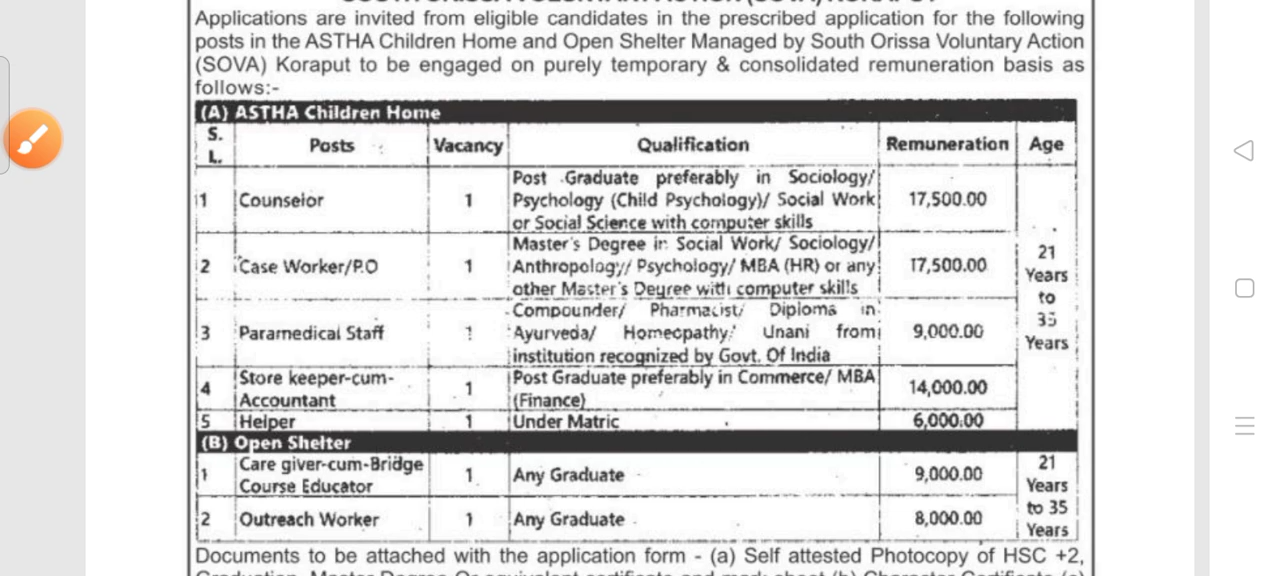 Applications are invited from eligible candidates in the prescribed application for the following
posts in the ASTHA Children Home and Open Shelter Managed by South Orissa Voluntary Action
(SOVA) Koraput to be engaged on purely temporary & consolidated remuneration basis as
follows:-
(A) ASTHA Children Home
S. L. Posts Vacancy Qualification Remuneration Age
1 Counselor 1 Post Graduate preferably in Sociology/
Psychology (Child Psychology)/ Social Work
or Social Science with computer skills 17,500.00
2 Case Worker/P.O 1 Master's Degree in Social Work/ Sociology/
Anthropology/ Psychology/ MBA (HR) or any
other Master's Degree with computer skills 17,500.00
3 Paramedical Staff 1 Compounder/ Pharmacist/ Diploma in
Ayurveda/ Homeopathy/ Unani from
institution recognized by Govt. Of India 9,000.00
4 Store keeper-cum-
Accountant 1 Post Graduate preferably in Commerce/ MBA
(Finance) 14,000.00
5 Helper 1 Under Matric 6,000.00
21
Years
to
35
Years
(B) Open Shelter
1 Care giver-cum-Bridge
Course Educator 1 Any Graduate 9,000.00
2 Outreach Worker 1 Any Graduate 8,000.00
21
Years
to 35
Years
Documents to be attached with the application form - (a) Self attested Photocopy of HSC +2,